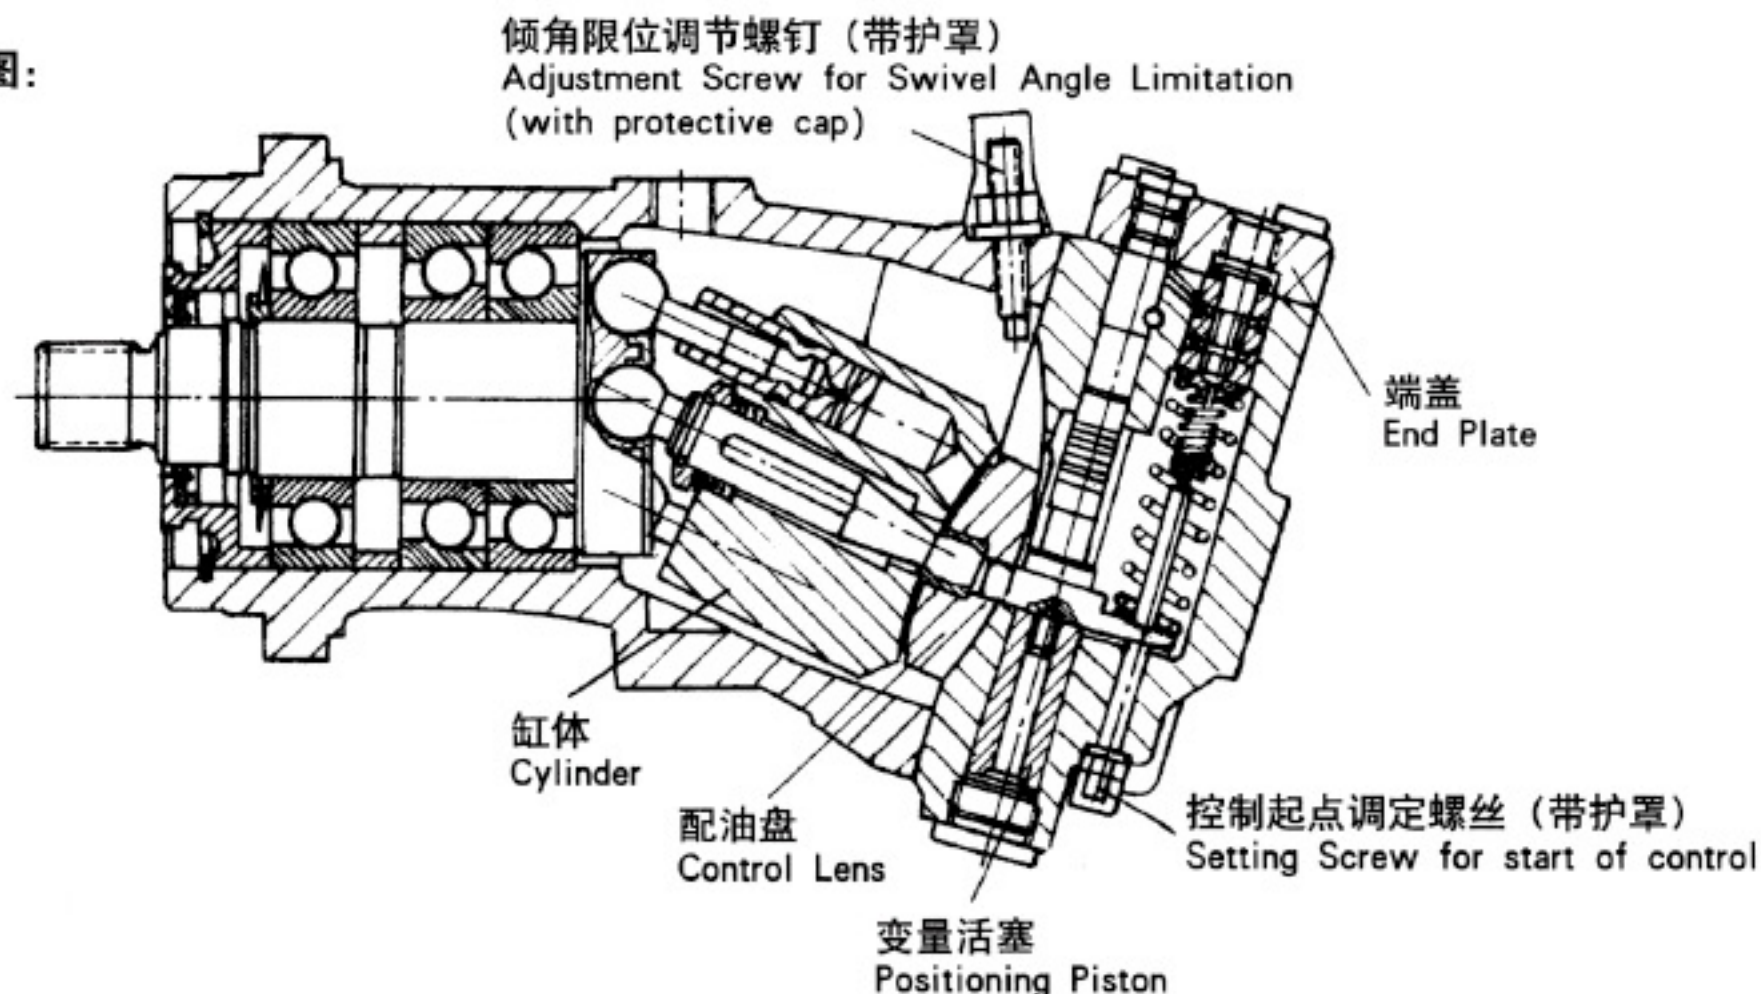 图:
倾角限位调节螺钉（带护罩）
Adjustment Screw for Swivel Angle Limitation
(with protective cap)
端盖
End Plate
缸体
Cylinder
配油盘
Control Lens
控制起点调定螺丝（带护罩）
Setting Screw for start of control
变量活塞
Positioning Piston